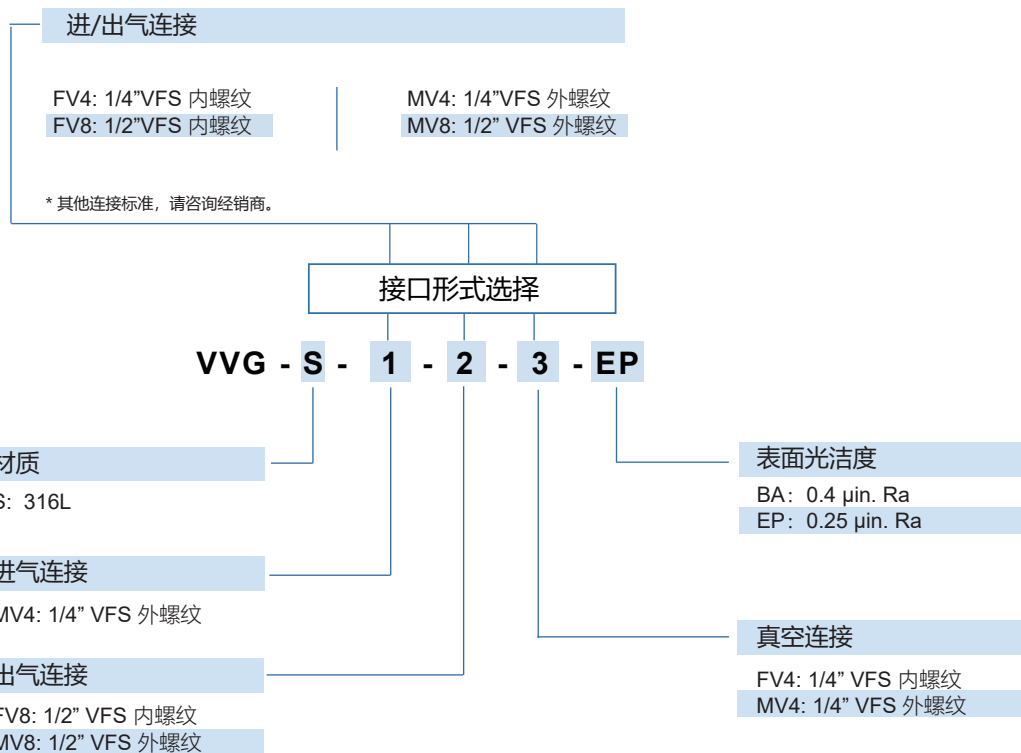 进/出气连接
FV4: 1/4”VFS 内螺纹
FV8: 1/2”VFS 内螺纹
MV4: 1/4”VFS 外螺纹
MV8: 1/2” VFS 外螺纹
* 其他连接标准，请咨询经销商。
接口形式选择
VVG - S - 1 - 2 - 3 - EP
材质
S: 316L
进气连接
MV4: 1/4” VFS 外螺纹
出气连接
FV8: 1/2” VFS 内螺纹
MV8: 1/2” VFS 外螺纹
表面光洁度
BA: 0.4 μin. Ra
EP: 0.25 μin. Ra
真空连接
FV4: 1/4” VFS 内螺纹
MV4: 1/4” VFS 外螺纹